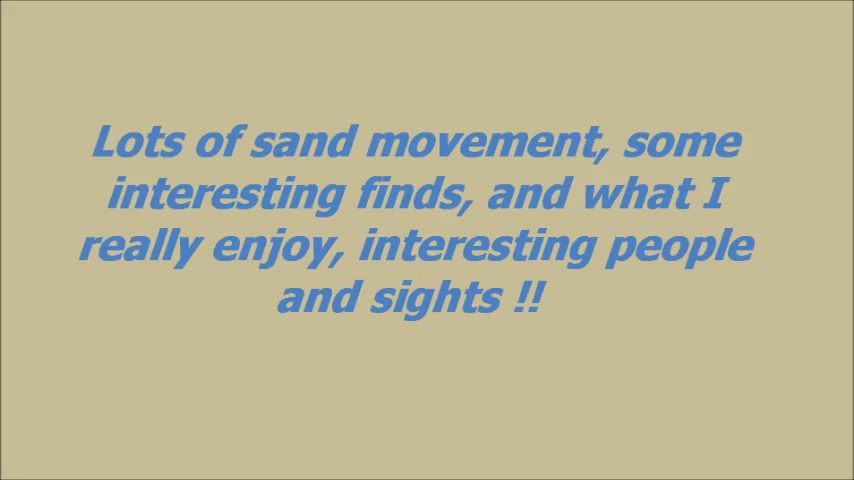 Lots of sand movement, some
interesting finds, and what I
really enjoy, interesting people
and sights !!